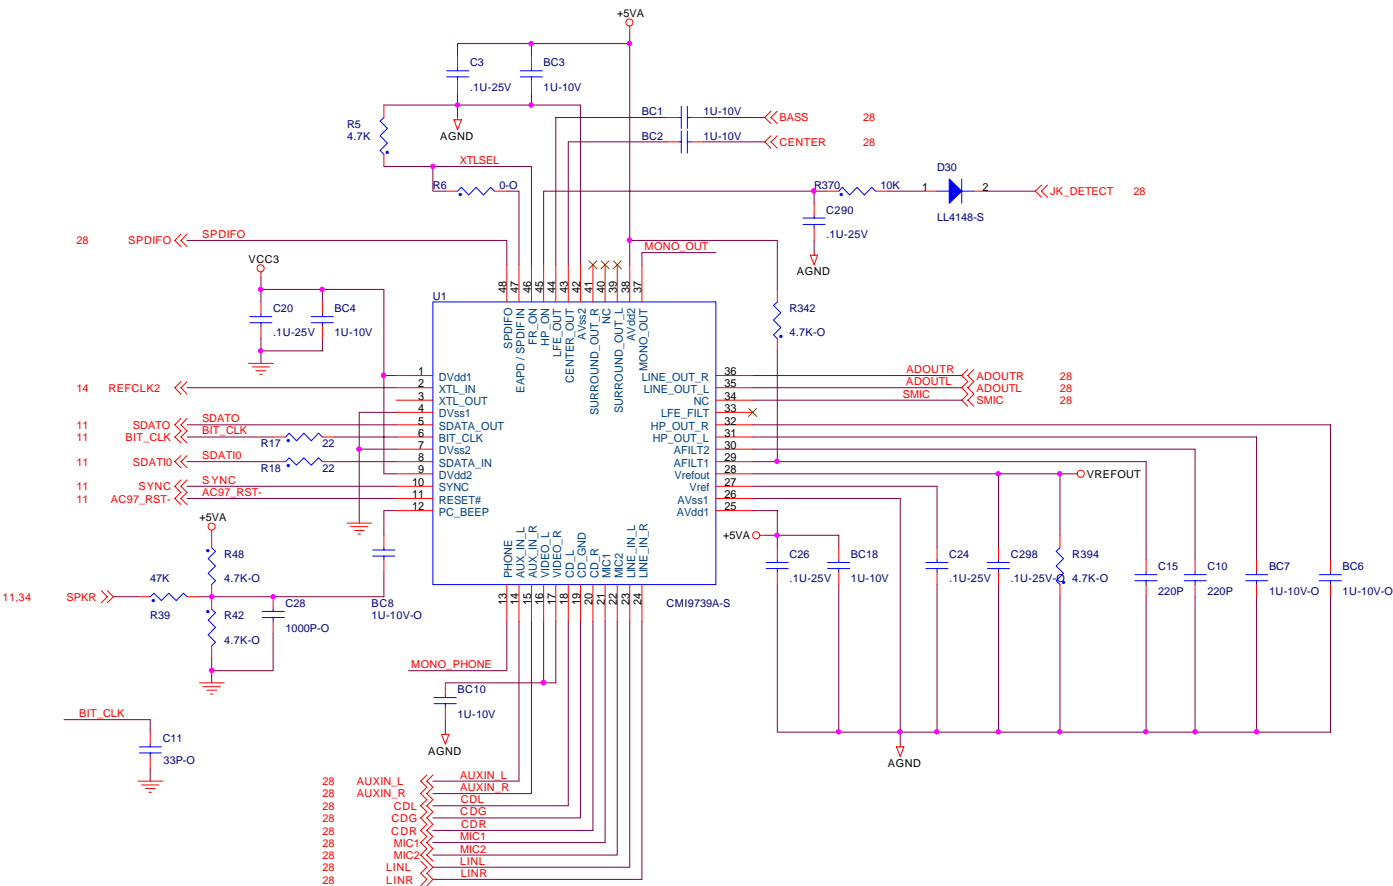 +5VA
C3
.1U-25V
BC3
1U-10V
AGND
R5
4.7K
BC1
1U-10V
BASS
28
BC2
1U-10V
CENTER
28
XTLSEL
R6
0-O
R370
10K
D30
1
2
LL4148-S
JK_DETECT
28
C290
.1U-25V
AGND
28
SPDIFO
SPDIFO
MONO_OUT
VCC3
C20
.1U-25V
BC4
1U-10V
R342
4.7K-O
U1
48
47
46
45
44
43
42
41
40
39
38
37
SPDIFO
EAPD / SPDIFIN
FR_ON
HP_ON
LFE_OUT
CENTER_OUT
AVss2
SURROUND_OUT_R
NC
SURROUND_OUT_L
AVdd2
MONO_OUT
1
DVdd1
2
XTL_IN
3
XTL_OUT
4
DVss1
5
SDATA_OUT
6
BIT_CLK
7
DVss2
8
SDATA_IN
9
DVdd2
10
SYNC
11
RESET#
12
PC_BEEP
LINE_OUT_R
36
LINE_OUT_L
35
NC
34
LFE_FILT
33
HP_OUT_R
32
HP_OUT_L
31
AFILT2
30
AFILT1
29
Vrefout
28
Vref
27
AVss1
26
AVdd1
25
14
REFCLK2
11
SDATO
SDATO
11
BIT_CLK
BIT_CLK
R17
22
11
SDATI0
SDATI0
R18
22
11
SYNC
SYNC
11
AC97_RST-
AC97_RST-
ADOUTR
ADOUTR
28
ADOUTL
ADOUTL
28
SMIC
SMIC
28
VREFOUT
+5VA
R48
4.7K-O
47K
11,34
SPKR
R39
R42
4.7K-O
C28
1000P-O
BC8
1U-10V-O
PHONE
AUX_IN_L
AUX_IN_R
VIDEO_L
VIDEO_R
CD_L
CD_GND
CD_R
MIC1
MIC2
LINE_IN_L
LINE_IN_R
13
14
15
16
17
18
19
20
21
22
23
24
CMI9739A-S
+5VA
C26
.1U-25V
BC18
1U-10V
C24
.1U-25V
C298
.1U-25V-O
R394
4.7K-O
C15
220P
C10
220P
BC7
1U-10V-O
BC6
1U-10V-O
AGND
MONO_PHONE
BC10
1U-10V
AGND
BIT_CLK
C11
33P-O
28
AUXIN_L
AUXIN_L
28
AUXIN_R
AUXIN_R
28
CDL
CDL
28
CDG
CDG
28
CDR
CDR
28
MIC1
MIC1
28
MIC2
MIC2
28
LINL
LINL
28
LINR
LINR